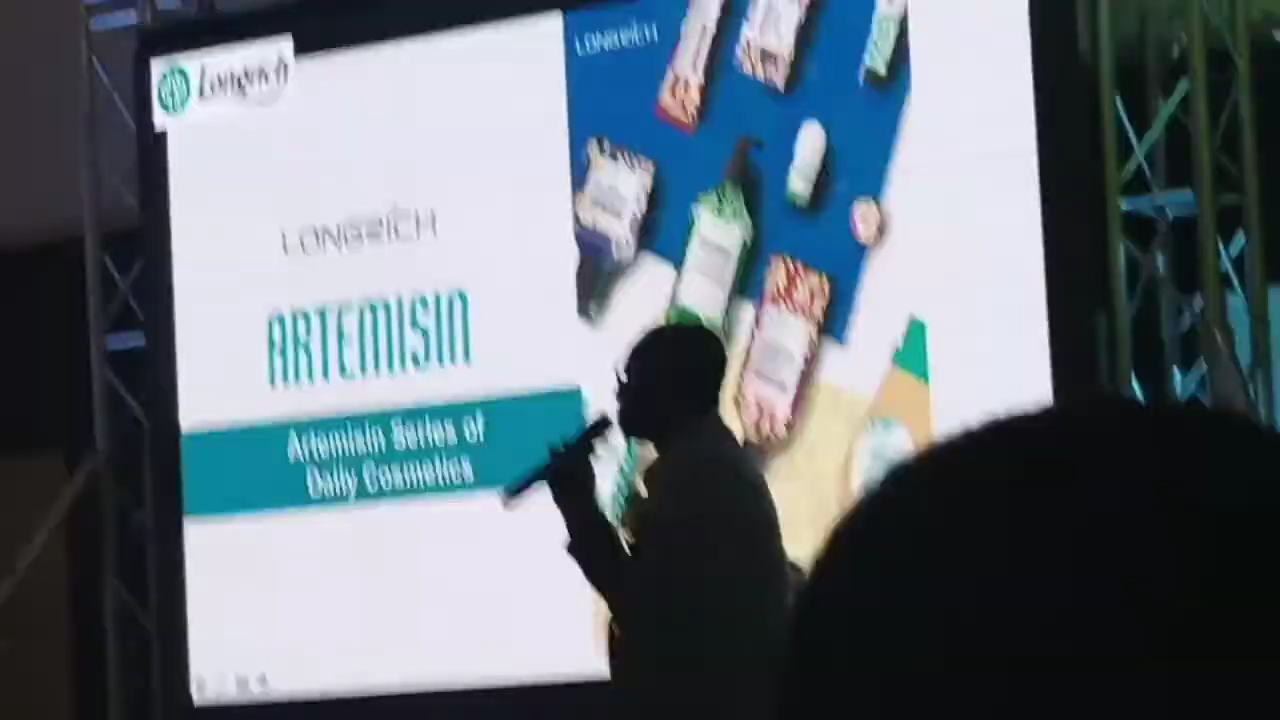 Longrich
LONGRICH
LONGRICH
ARTEMISIN
Artemisin Series of
Daily Cosmetics